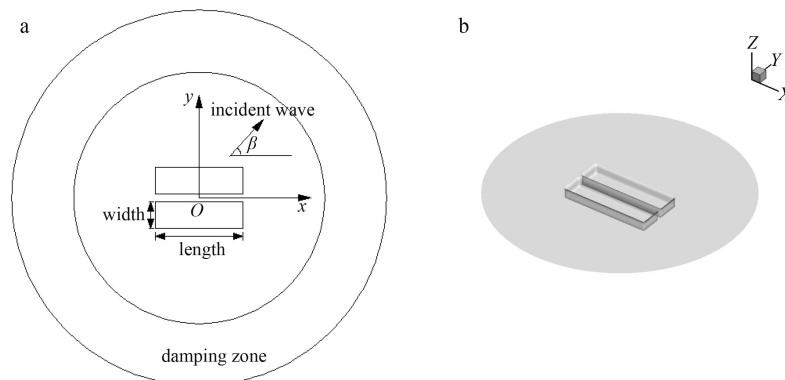 a
y
incident wave
β
width
O
x
length
damping zone
b
Z
Y
X